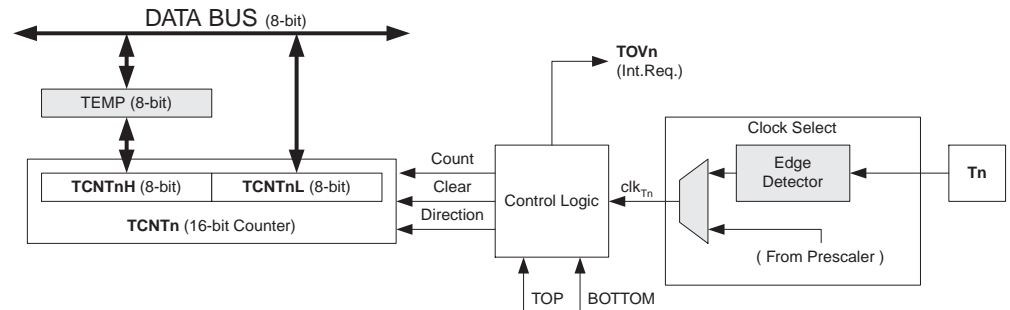 DATA BUS (8-bit)
TOVn
(Int.Req.)
TEMP (8-bit)
Clock Select
Count
Edge
Detector
Tn
TCNTnH (8-bit) TCNTnL (8-bit)
Clear
Control Logic
clkTn
TCNTn (16-bit Counter)
Direction
( From Prescaler )
TOP
BOTTOM